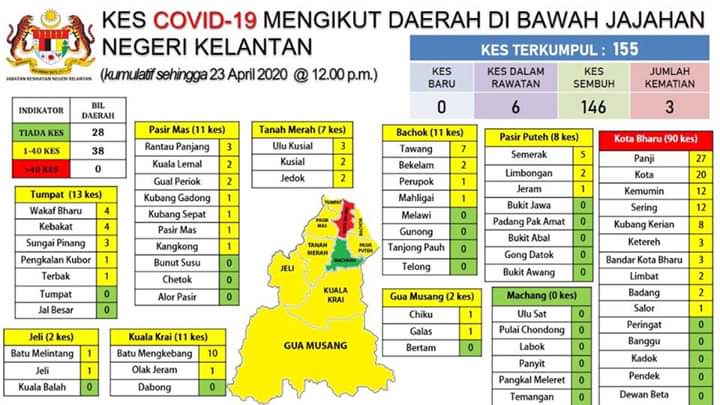 KES COVID-19 MENGIKUT DAERAH DI BAWAH JAJAHAN
NEGERI KELANTAN
(kumulatif sehingga 23 April 2020 @ 12.00 p.m.)
JABATAN KESIHATAN NEGERI KELANTAN
KES TERKUMPUL : 155
KES BARU KES DALAM RAWATAN KES SEMBUH JUMLAH KEMATIAN
0 6 146 3
INDIKATOR BIL DAERAH
TIADA KES 28
1-40 KES 38
>40 KES 0
Tumpat (13 kes)
Wakaf Bharu 4
Kebakat 4
Sungai Pinang 3
Pengkalan Kubor 1
Terbak 1
Tumpat 0
Jal Besar 0
Pasir Mas (11 kes)
Rantau Panjang 3
Kuala Lemal 2
Gual Periok 2
Kubang Gadong 1
Kubang Sepat 1
Pasir Mas 1
Kangkong 1
Bunut Susu 0
Chetok 0
Alor Pasir 0
Tanah Merah (7 kes)
Ulu Kusial 3
Kusial 2
Jedok 2
Bachok (11 kes)
Tawang 7
Bekelam 2
Perupok 1
Mahligai 1
Melawi 0
Gunong 0
Tanjong Pauh 0
Telong 0
Pasir Puteh (8 kes)
Semerak 5
Limbongan 2
Jeram 1
Bukit Jawa 0
Padang Pak Amat 0
Bukit Abal 0
Gong Datok 0
Bukit Awang 0
Kota Bharu (90 kes)
Panji 27
Kota 20
Kemumin 12
Sering 12
Kubang Kerian 8
Ketereh 3
Bandar Kota Bharu 3
Limbat 2
Badang 2
Salor 1
Peringat 0
Banggu 0
Kadok 0
Pendek 0
Dewan Beta 0
Gua Musang (2 kes)
Chiku 1
Galas 1
Bertam 0
Machang (0 kes)
Ulu Sat 0
Pulai Chondong 0
Labok 0
Panyit 0
Pangkal Meleret 0
Temangan 0
Jeli (2 kes)
Batu Melintang 1
Jeli 1
Kuala Balah 0
Kuala Krai (11 kes)
Batu Mengkebang 10
Olak Jeram 1
Dabong 0
TUMPAT
PASIR MAS
BACHOK
TANAH MERAH
PASIR PUTEH
MACHANG
JELI
KUALA KRAI
GUA MUSANG